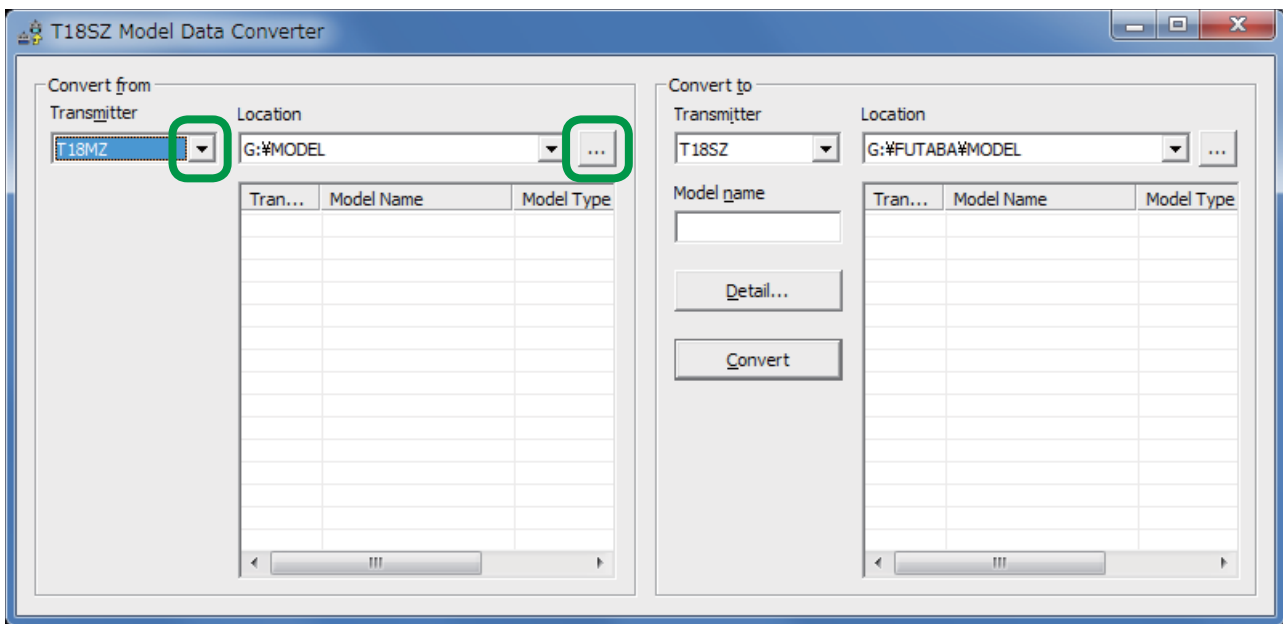 T18SZ Model Data Converter
Convert from
Transmitter Location
T18MZ G:¥MODEL ...
Tran... Model Name Model Type
Convert to
Transmitter Location
T18SZ G:¥FUTABA¥MODEL ...
Model name
Tran... Model Name Model Type
Detail...
Convert